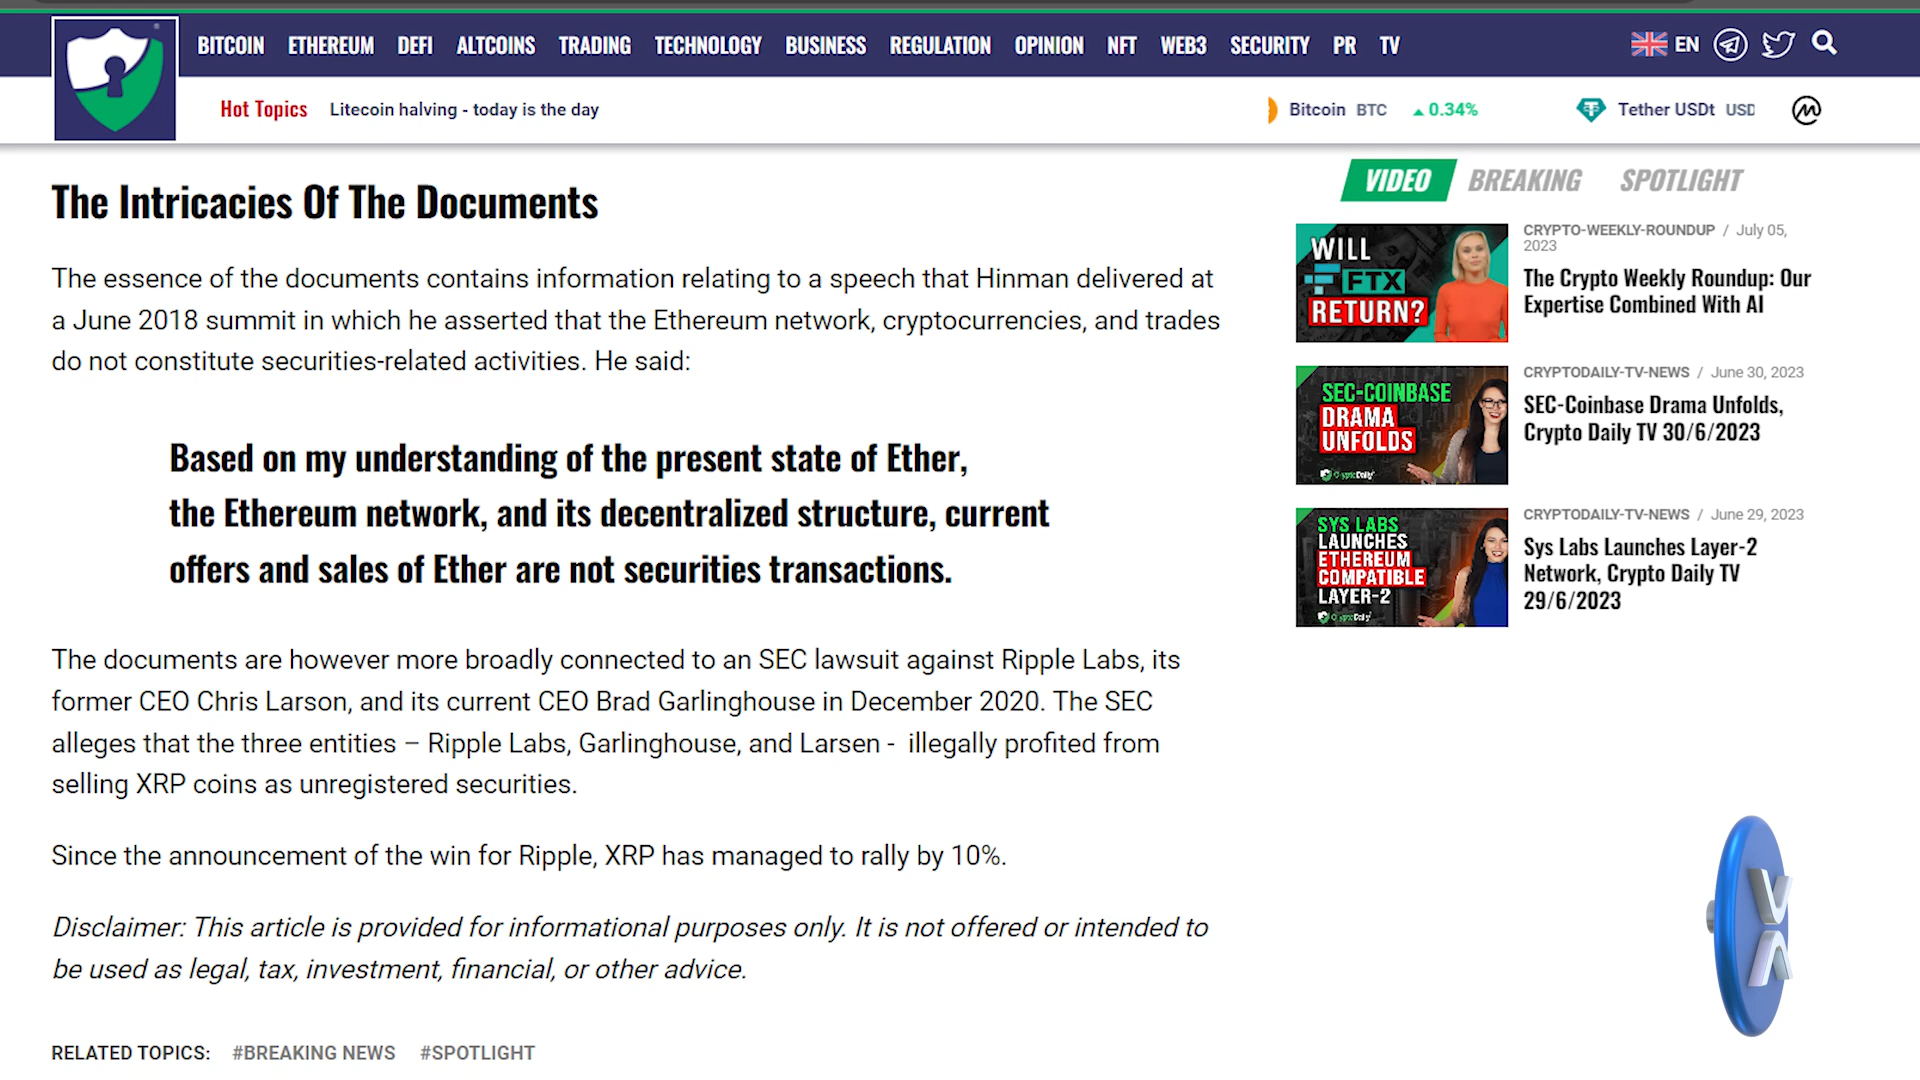 BITCOIN ETHEREUM DEFI ALTCOINS TRADING TECHNOLOGY BUSINESS REGULATION OPINION NFT WEB3 SECURITY PR TV
EN
Hot Topics Litecoin halving - today is the day
Bitcoin BTC ▲0.34% Tether USDt USD
The Intricacies Of The Documents
The essence of the documents contains information relating to a speech that Hinman delivered at
a June 2018 summit in which he asserted that the Ethereum network, cryptocurrencies, and trades
do not constitute securities-related activities. He said:
Based on my understanding of the present state of Ether,
the Ethereum network, and its decentralized structure, current
offers and sales of Ether are not securities transactions.
The documents are however more broadly connected to an SEC lawsuit against Ripple Labs, its
former CEO Chris Larson, and its current CEO Brad Garlinghouse in December 2020. The SEC
alleges that the three entities – Ripple Labs, Garlinghouse, and Larsen - illegally profited from
selling XRP coins as unregistered securities.
Since the announcement of the win for Ripple, XRP has managed to rally by 10%.
Disclaimer: This article is provided for informational purposes only. It is not offered or intended to
be used as legal, tax, investment, financial, or other advice.
RELATED TOPICS: #BREAKING NEWS #SPOTLIGHT
VIDEO BREAKING SPOTLIGHT
WILL
FTX
RETURN?
CRYPTO-WEEKLY-ROUNDUP / July 05,
2023
The Crypto Weekly Roundup: Our
Expertise Combined With AI
SEC-COINBASE
DRAMA
UNFOLDS
CryptoDaily
CRYPTODAILY-TV-NEWS / June 30, 2023
SEC-Coinbase Drama Unfolds,
Crypto Daily TV 30/6/2023
SYS LABS
LAUNCHES
ETHEREUM
COMPATIBLE
LAYER-2
CryptoDaily
CRYPTODAILY-TV-NEWS / June 29, 2023
Sys Labs Launches Layer-2
Network, Crypto Daily TV
29/6/2023